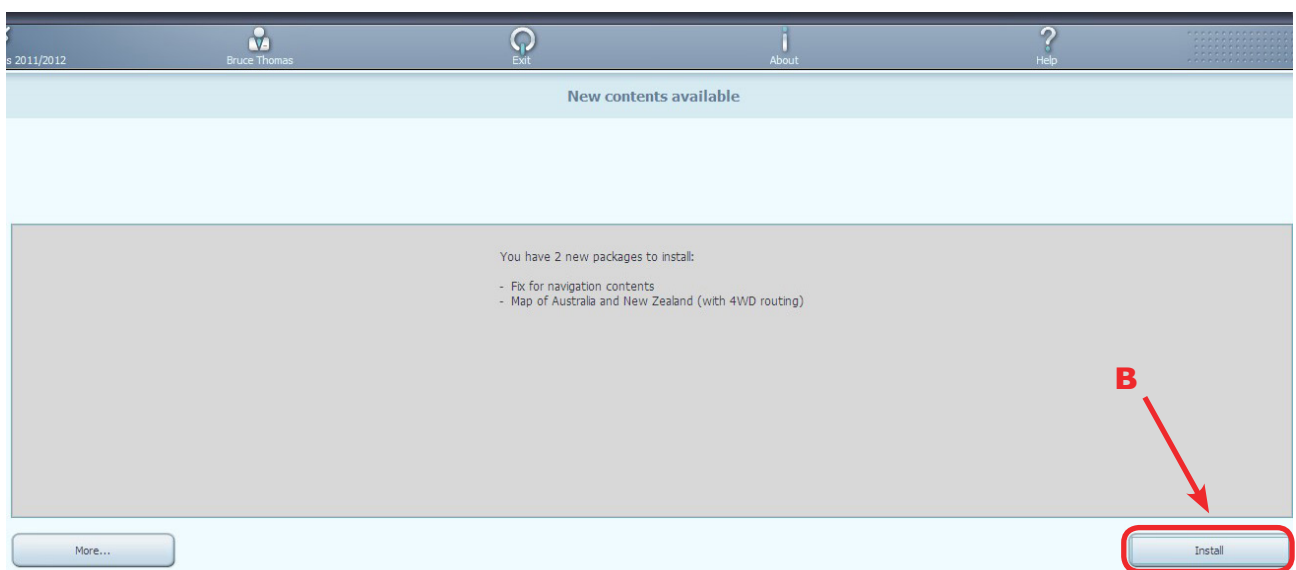 s 2011/2012 Bruce Thomas Exit About Help
New contents available
You have 2 new packages to install:
- Fix for navigation contents
- Map of Australia and New Zealand (with 4WD routing)
B
More... Install